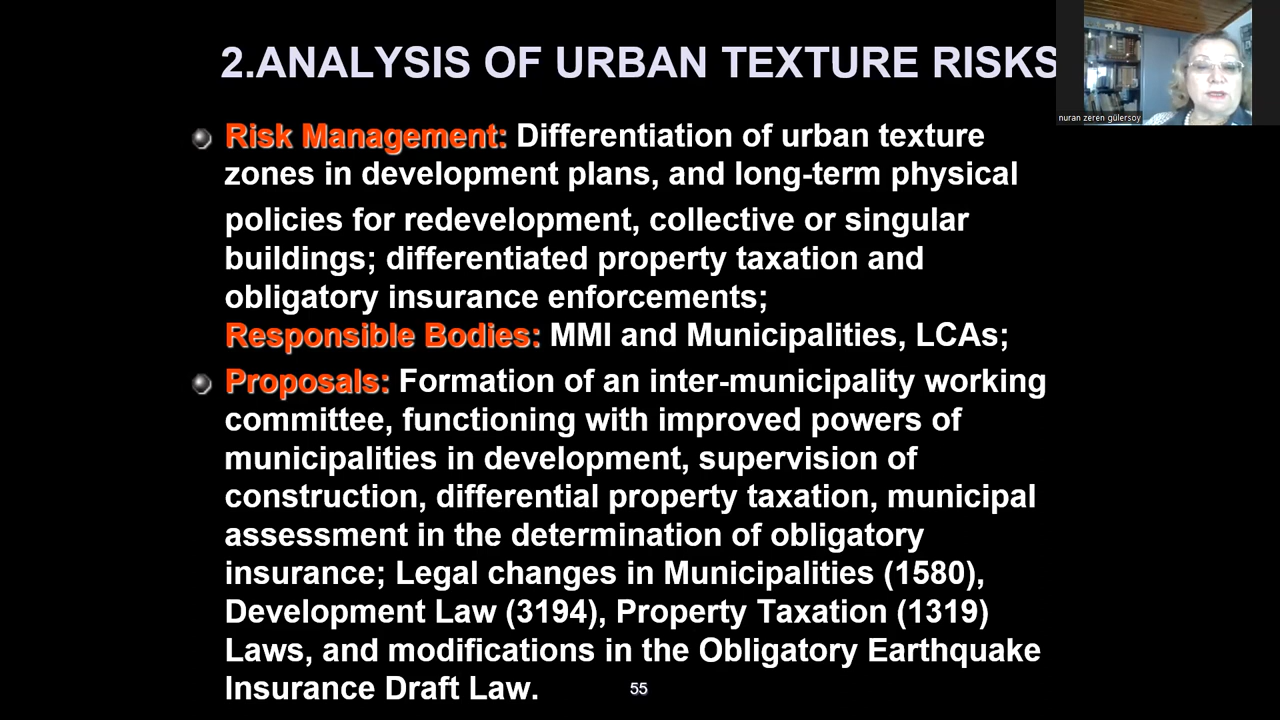 2.ANALYSIS OF URBAN TEXTURE RISKS
nuran zeren gülersoy
Risk Management: Differentiation of urban texture
zones in development plans, and long-term physical
policies for redevelopment, collective or singular
buildings; differentiated property taxation and
obligatory insurance enforcements;
Responsible Bodies: MMI and Municipalities, LCAs;
Proposals: Formation of an inter-municipality working
committee, functioning with improved powers of
municipalities in development, supervision of
construction, differential property taxation, municipal
assessment in the determination of obligatory
insurance; Legal changes in Municipalities (1580),
Development Law (3194), Property Taxation (1319)
Laws, and modifications in the Obligatory Earthquake
Insurance Draft Law.
55